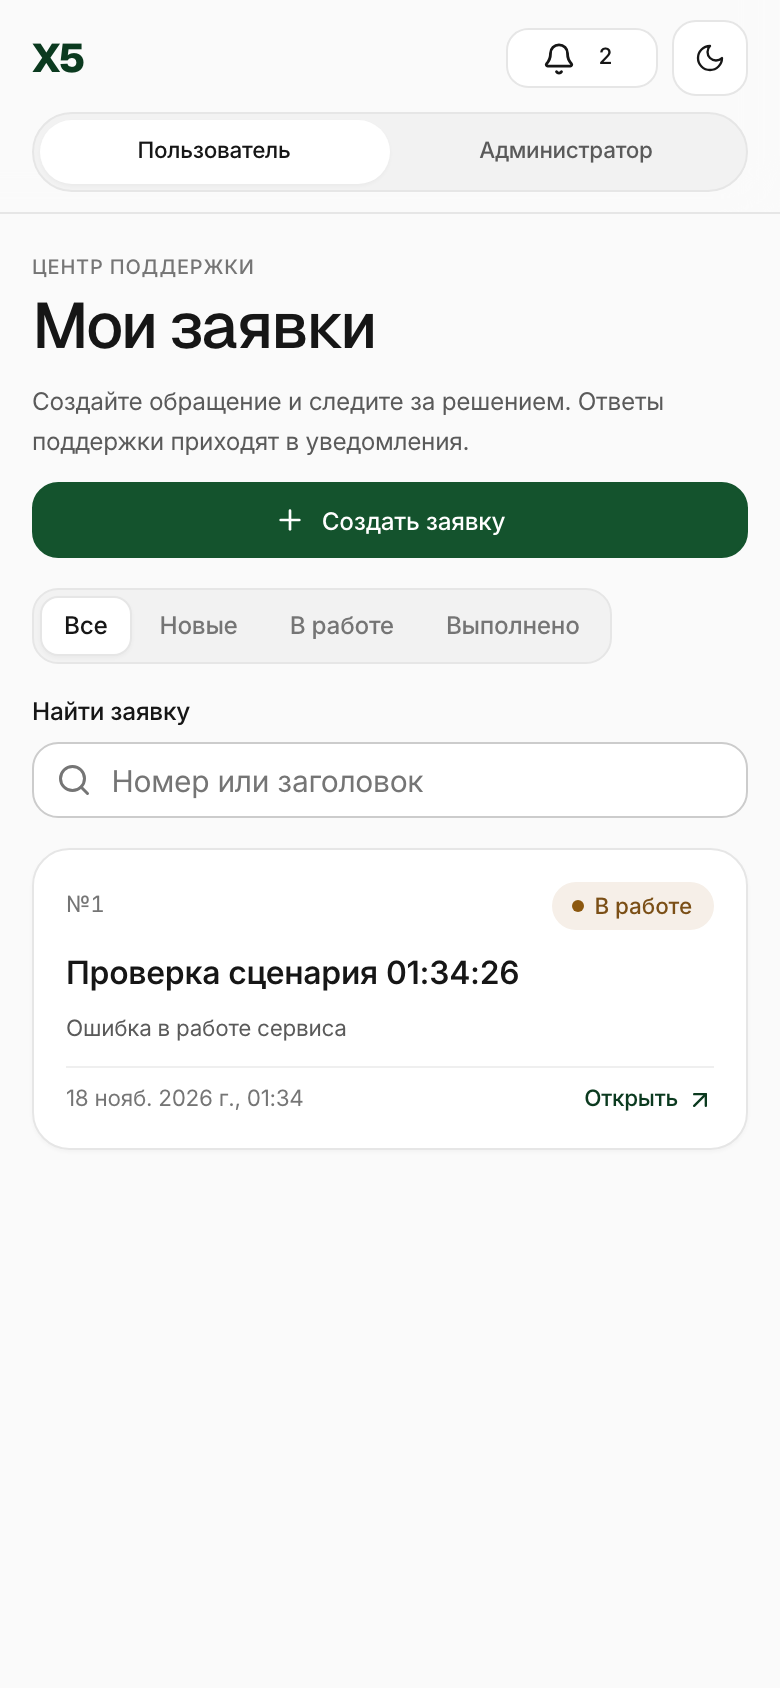 X5
2
Пользователь
Администратор
ЦЕНТР ПОДДЕРЖКИ
Мои заявки
Создайте обращение и следите за решением. Ответы
поддержки приходят в уведомления.
Создать заявку
Все
Новые
В работе
Выполнено
Найти заявку
Номер или заголовок
№1
В работе
Проверка сценария 01:34:26
Ошибка в работе сервиса
18 нояб. 2026 г., 01:34
Открыть